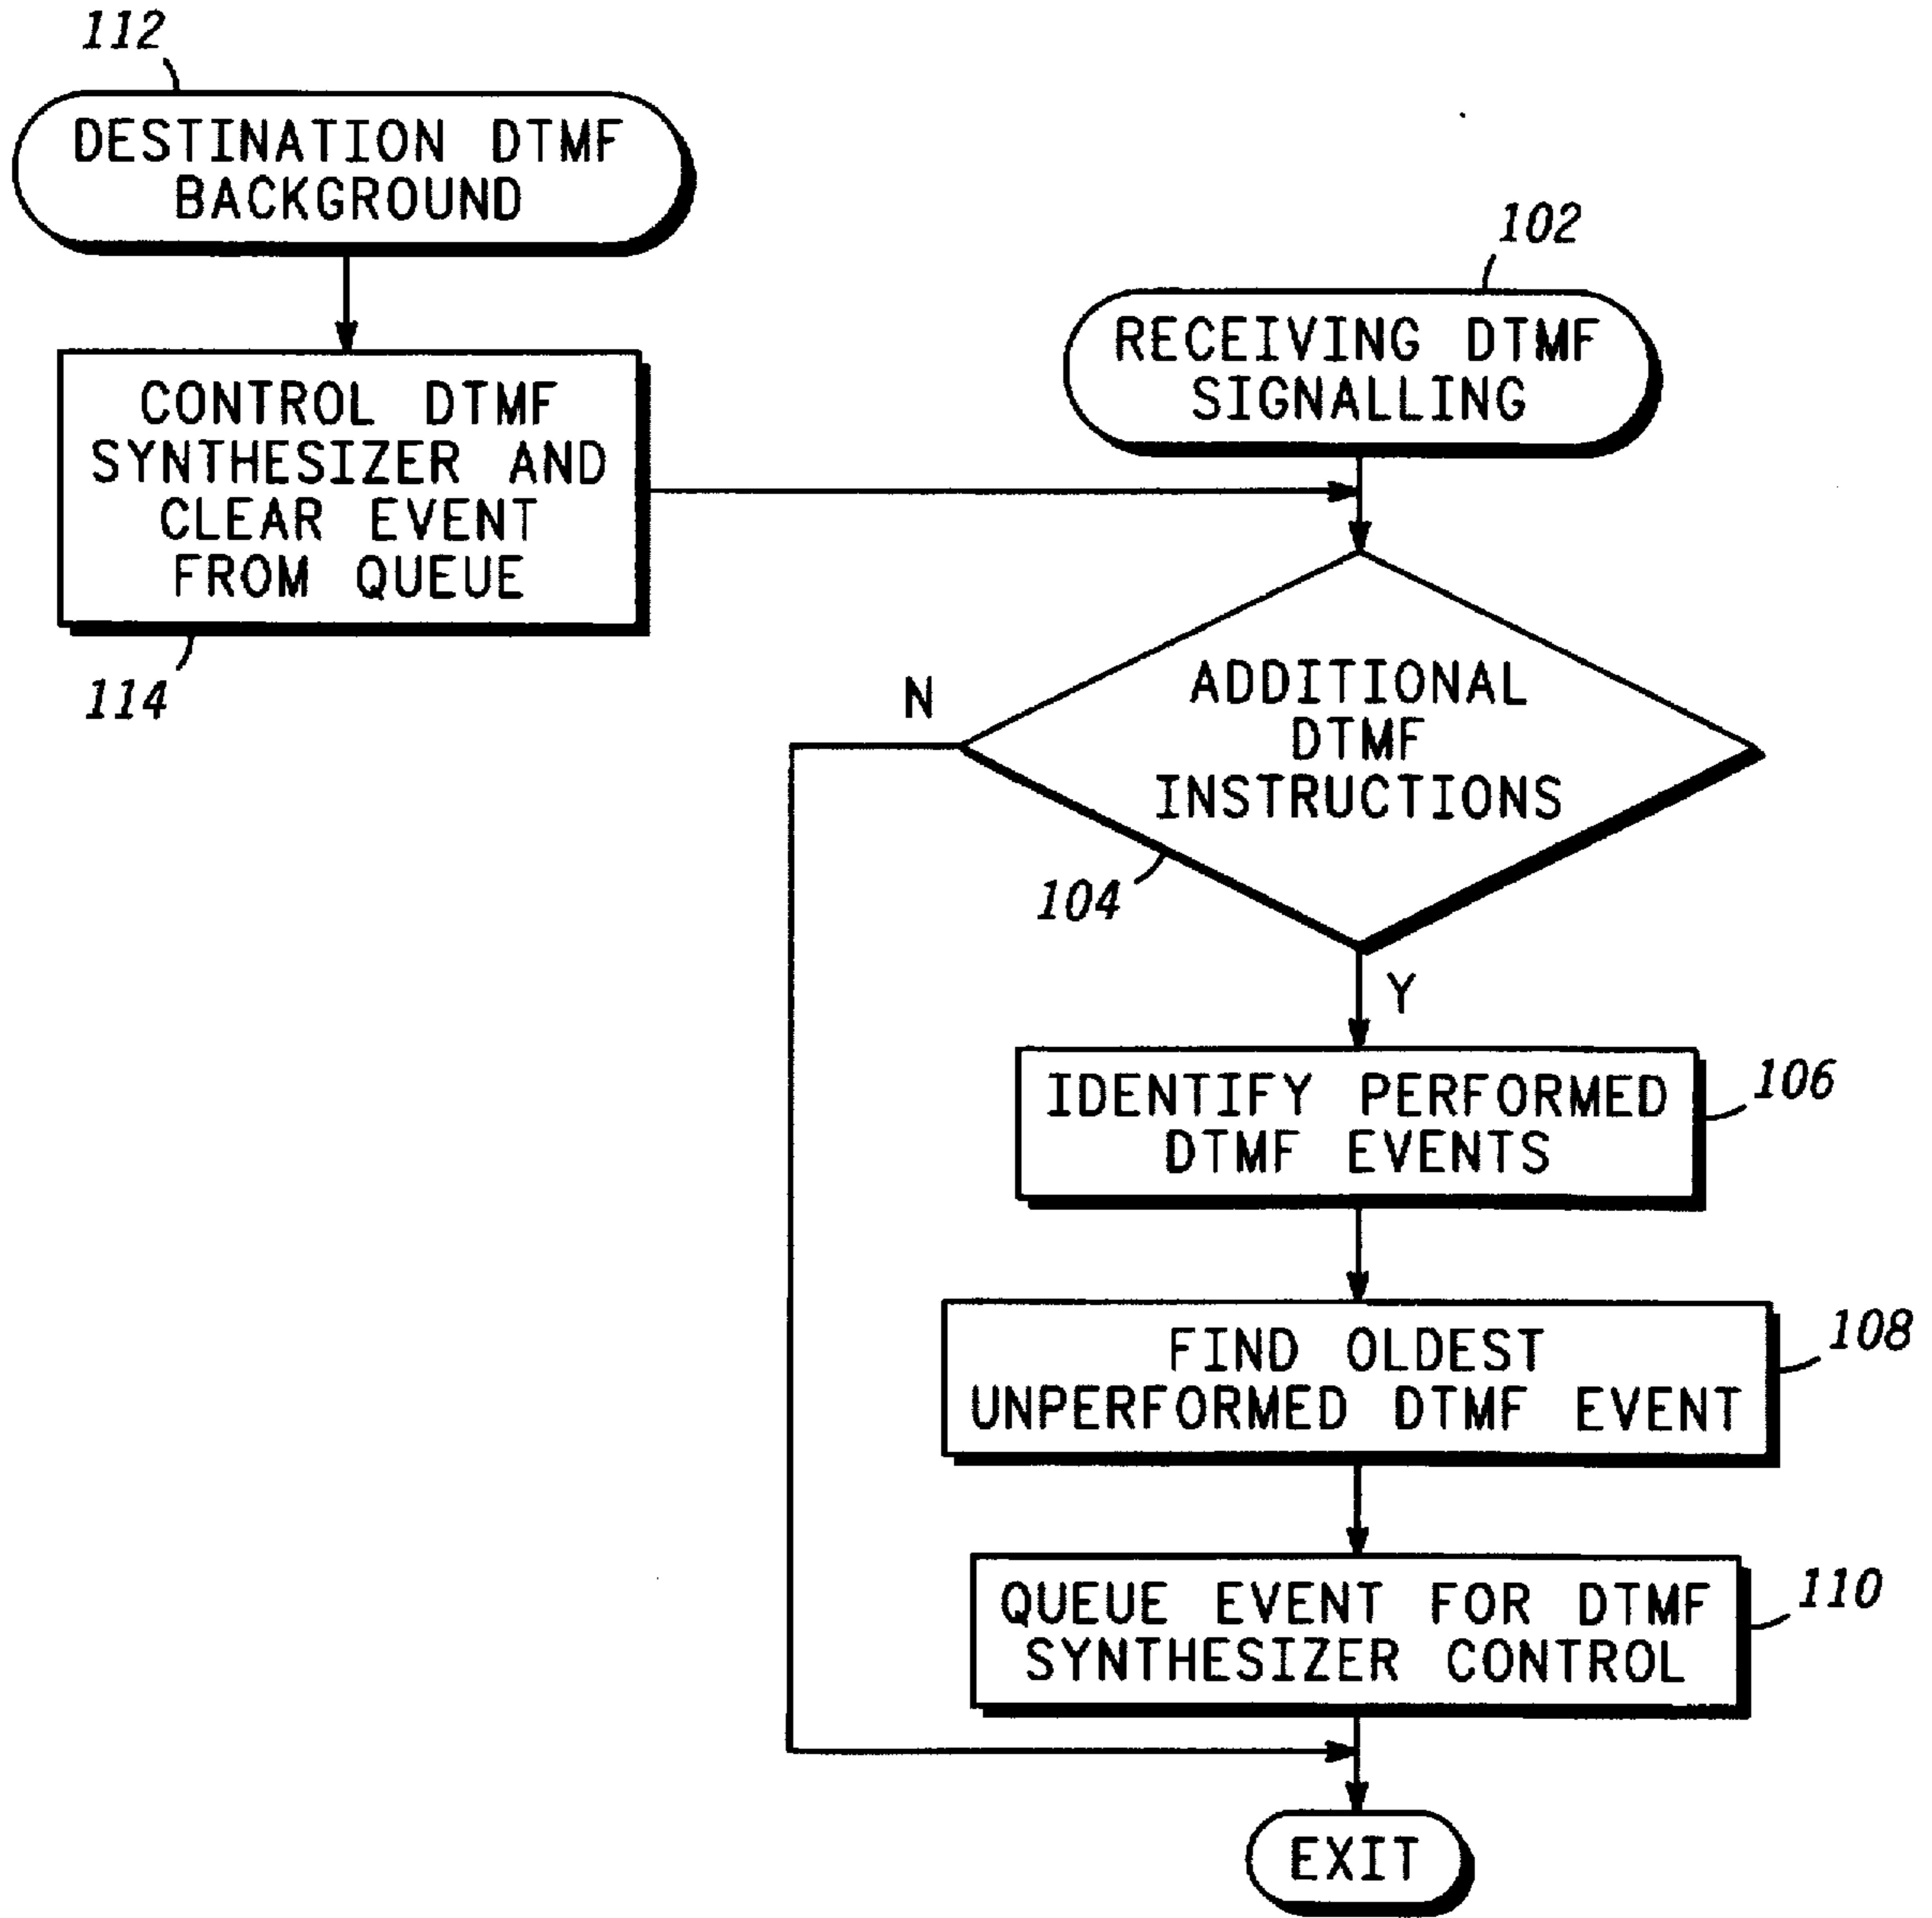 112
DESTINATION DTMF
BACKGROUND
102
RECEIVING DTMF
SIGNALLING
CONTROL DTMF
SYNTHESIZER AND
CLEAR EVENT
FROM QUEUE
114
N
ADDITIONAL
DTMF
INSTRUCTIONS
104
Y
IDENTIFY PERFORMED
DTMF EVENTS
106
FIND OLDEST
UNPERFORMED DTMF EVENT
108
QUEUE EVENT FOR DTMF
SYNTHESIZER CONTROL
110
EXIT